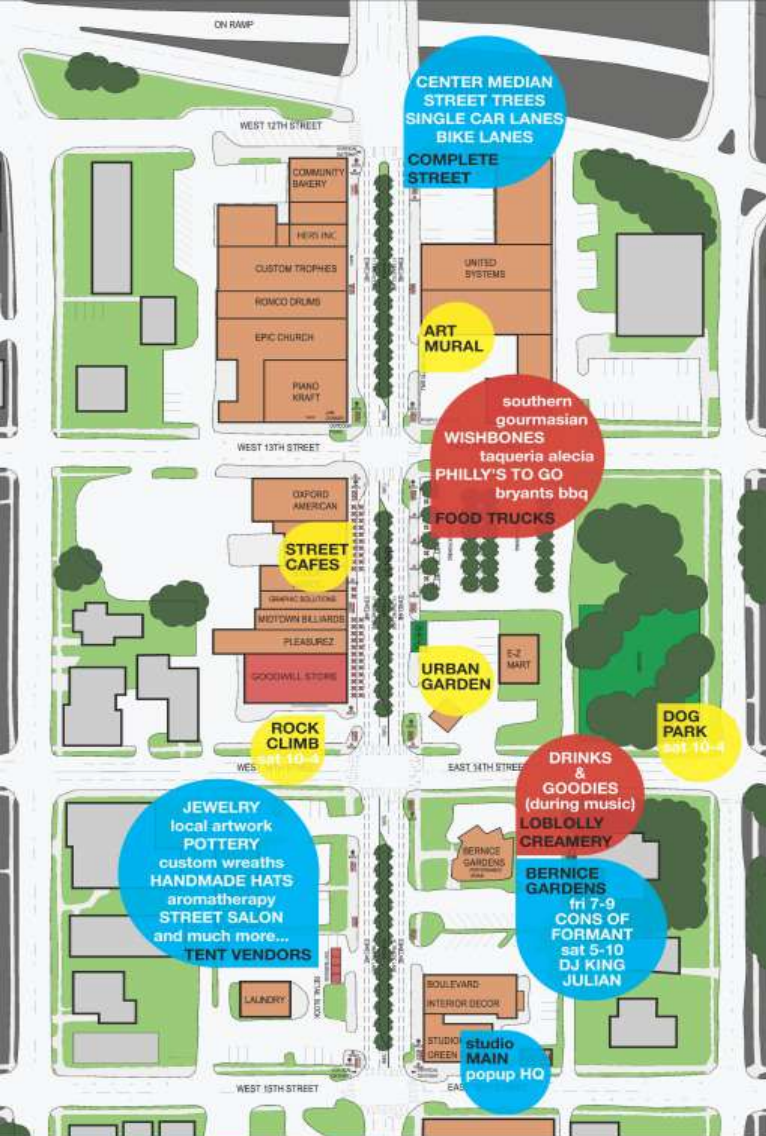 ON RAMP
CENTER MEDIAN
STREET TREES
SINGLE CAR LANES
BIKE LANES
COMPLETE
STREET
WEST 12TH STREET
COMMUNITY
BAKERY
HERS INC.
CUSTOM TROPHIES
ROMCO DRUMS
EPIC CHURCH
PIANO
KRAFT
UNITED
SYSTEMS
ART
MURAL
southern
gourmasian
WISHBONES
taqueria alecia
PHILLY'S TO GO
bryants bbq
FOOD TRUCKS
WEST 13TH STREET
OXFORD
AMERICAN
STREET
CAFES
GRAPHIC SOLUTIONS
MIDTOWN BILLIARDS
PLEASUREZ
GOODWILL STORE
E-Z
MART
URBAN
GARDEN
ROCK
CLIMB
sat 10-4
DOG
PARK
sat 10-4
EAST 14TH STREET
DRINKS
&
GOODIES
(during music)
LOBLOLLY
CREAMERY
JEWELRY
local artwork
POTTERY
custom wreaths
HANDMADE HATS
aromatherapy
STREET SALON
and much more...
TENT VENDORS
BERNICE
GARDENS
BERNICE
GARDENS
fri 7-9
CONS OF
FORMANT
sat 5-10
DJ KING
JULIAN
RETAIL BLOCK
LAUNDRY
BOULEVARD
INTERIOR DECOR
STUDIO
GREEN
studio
MAIN
popup HQ
WEST 15TH STREET